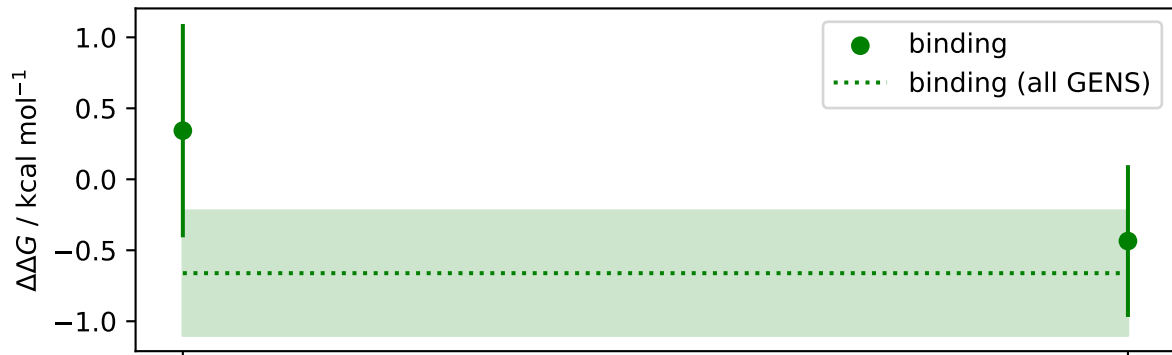 1.0
0.5
0.0
−0.5
−1.0
ΔΔG / kcal mol⁻¹
binding
binding (all GENS)